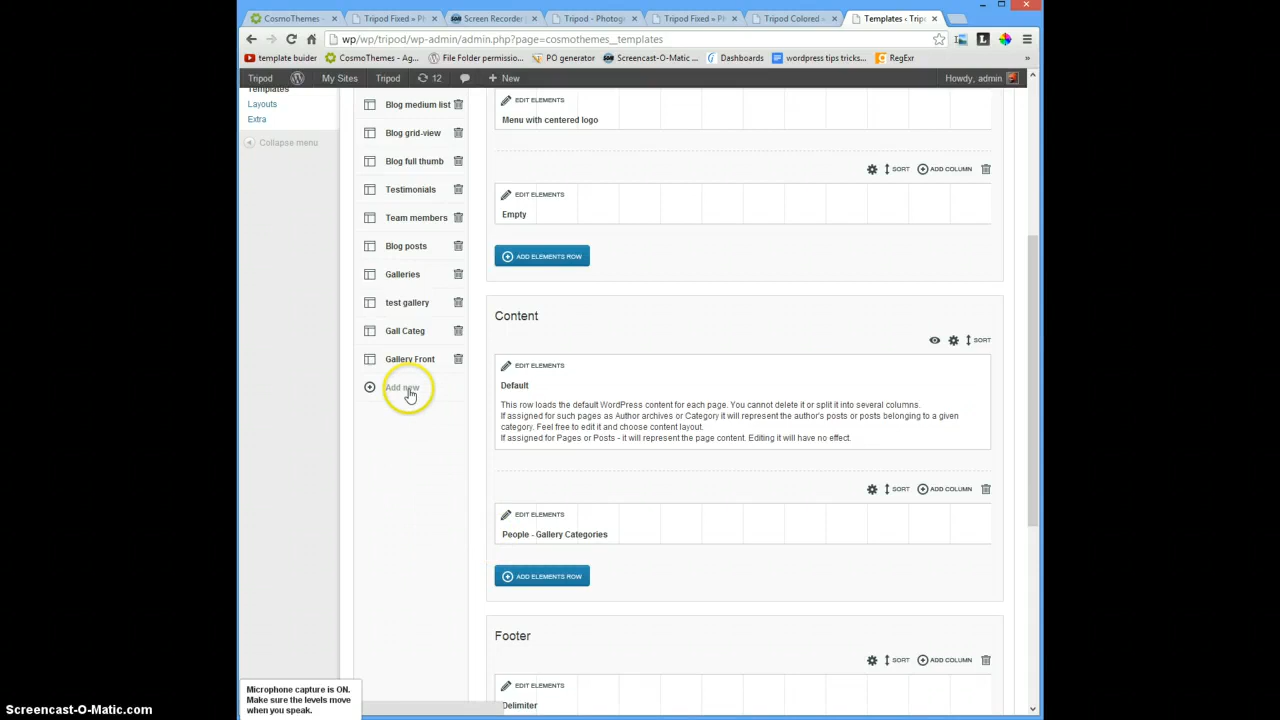 CosmoThemes -
Tripod Fixed » P
Screen Recorder
Tripod - Photog
Tripod Fixed » P
Tripod Colored »
Templates ‹ Trip
wp/wp/tripod/wp-admin/admin.php?page=cosmothemes__templates
template buider
CosmoThemes - Ag...
File Folder permissio...
PO generator
Screencast-O-Matic ...
Dashboards
wordpress tips tricks...
RegExr
»
Tripod
My Sites
Tripod
12
New
Howdy, admin
Templates
Layouts
Extra
Collapse menu
Blog medium list
Blog grid-view
Blog full thumb
Testimonials
Team members
Blog posts
Galleries
test gallery
Gall Categ
Gallery Front
Add new
EDIT ELEMENTS
Menu with centered logo
SORT ADD COLUMN
EDIT ELEMENTS
Empty
ADD ELEMENTS ROW
Content
SORT
EDIT ELEMENTS
Default
This row loads the default WordPress content for each page. You cannot delete it or split it into several columns.
If assigned for such pages as Author archives or Category it will represent the author's posts or posts belonging to a given
category. Feel free to edit it and choose content layout.
If assigned for Pages or Posts - it will represent the page content. Editing it will have no effect.
SORT ADD COLUMN
EDIT ELEMENTS
People - Gallery Categories
ADD ELEMENTS ROW
Footer
SORT ADD COLUMN
EDIT ELEMENTS
Delimiter
Microphone capture is ON.
Make sure the levels move
when you speak.
Screencast-O-Matic.com